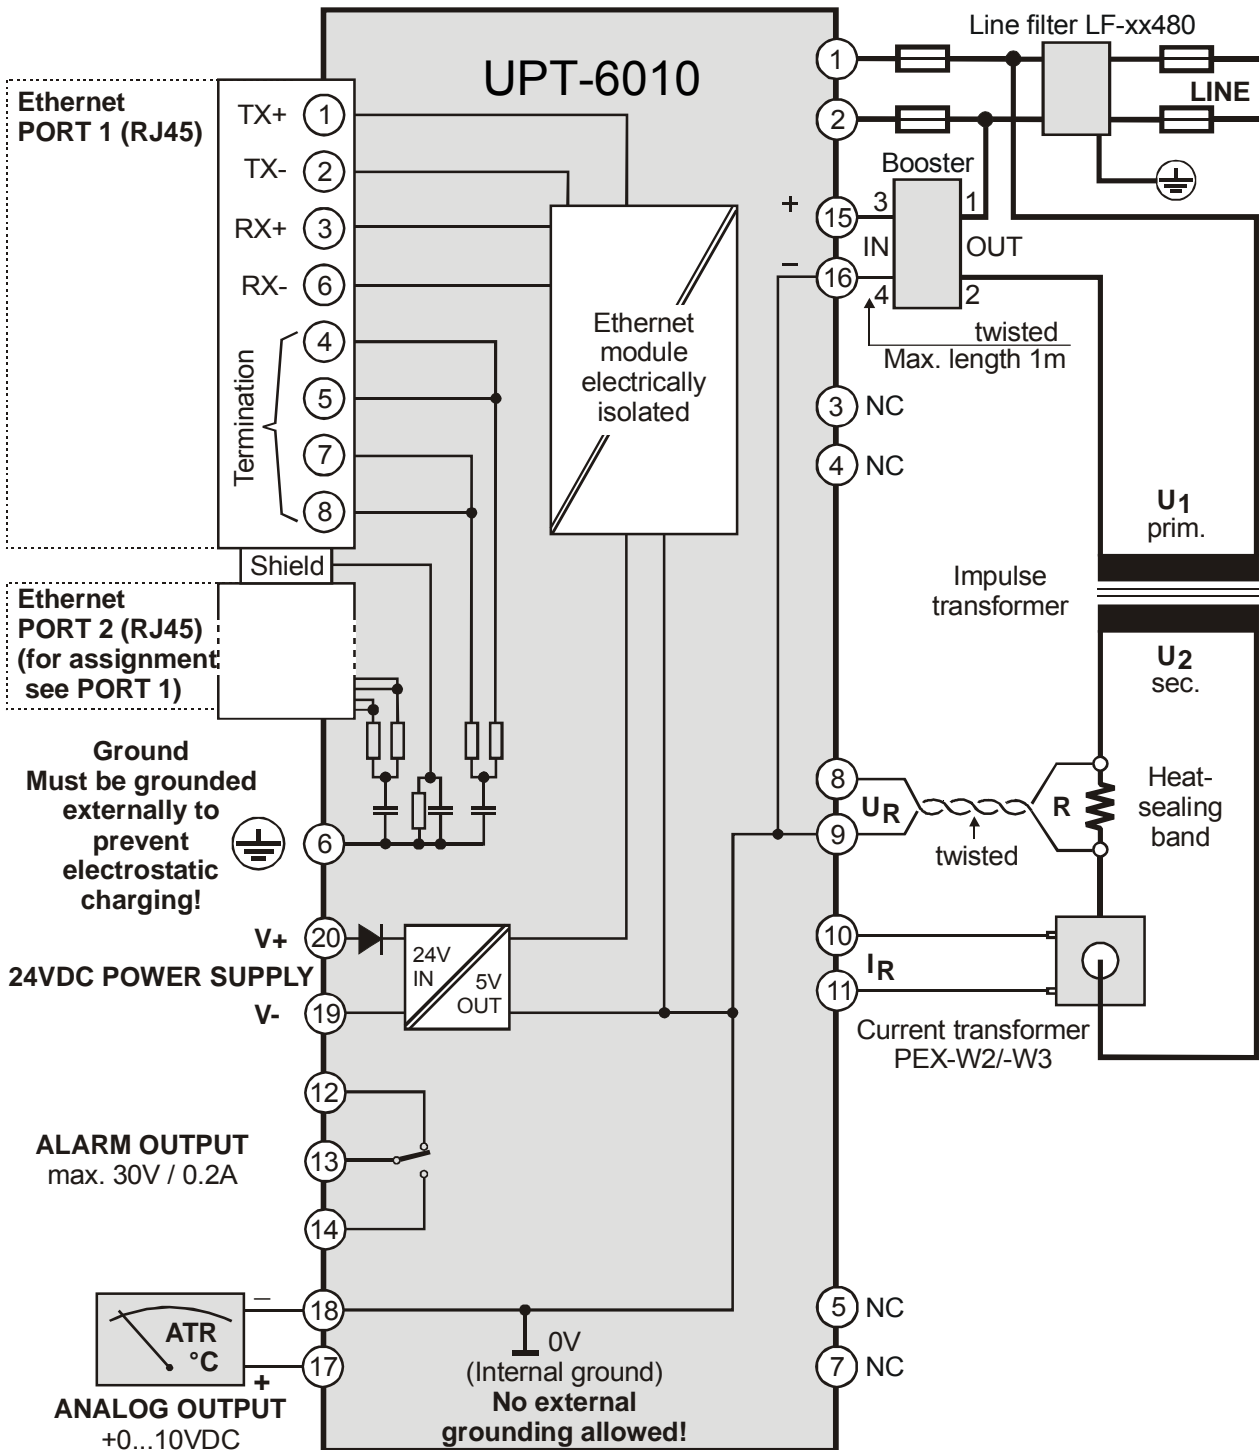 Line filter LF-xx480
UPT-6010
1
2
LINE
Ethernet
PORT 1 (RJ45)
TX+ 1
TX- 2
RX+ 3
RX- 6
4
5
7
8
Termination
Shield
Ethernet
module
electrically
isolated
Booster
+ 15 3 1
IN OUT
– 16 4 2
twisted
Max. length 1m
3 NC
4 NC
U1
prim.
Impulse
transformer
U2
sec.
Ethernet
PORT 2 (RJ45)
(for assignment
see PORT 1)
Ground
Must be grounded
externally to
prevent
electrostatic
charging!
6
8
9
UR
twisted
R
Heat-
sealing
band
V+ 20
24VDC POWER SUPPLY
V- 19
24V
IN
5V
OUT
10
11
IR
Current transformer
PEX-W2/-W3
12
13
14
ALARM OUTPUT
max. 30V / 0.2A
– 18
+ 17
ATR
°C
ANALOG OUTPUT
+0...10VDC
0V
(Internal ground)
No external
grounding allowed!
5 NC
7 NC